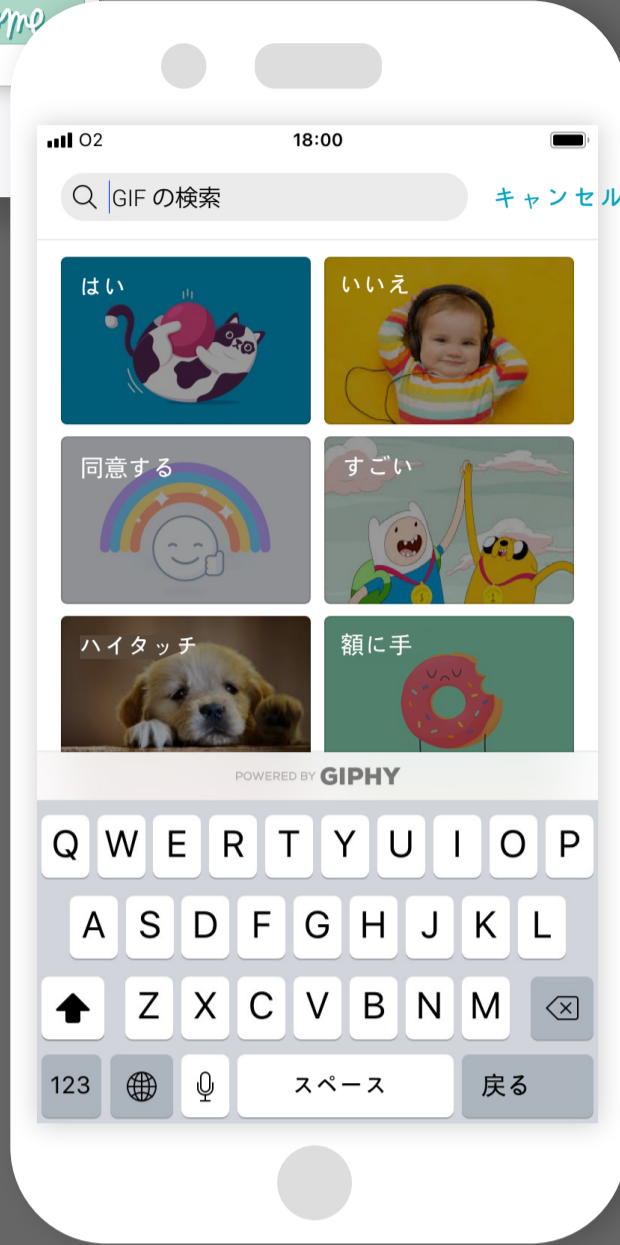 O2 18:00
GIF の検索 キャンセル
はい いいえ
同意する すごい
ハイタッチ 額に手
POWERED BY GIPHY
Q W E R T Y U I O P
A S D F G H J K L
Z X C V B N M
123 スペース 戻る